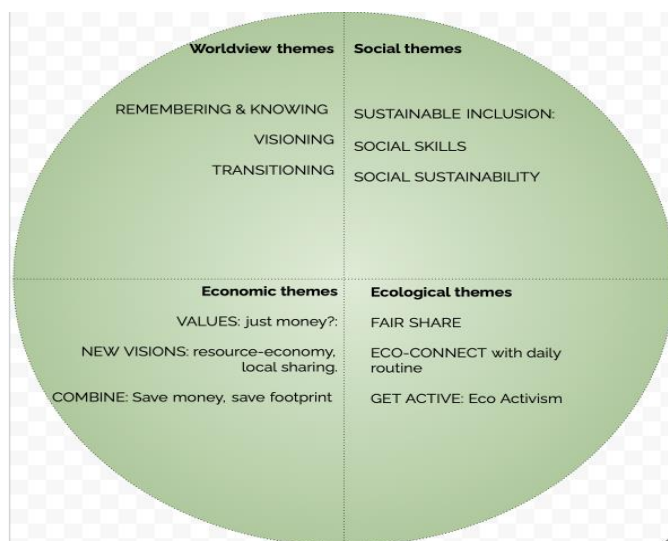 Worldview themes
REMEMBERING & KNOWING
VISIONING
TRANSITIONING
Social themes
SUSTAINABLE INCLUSION:
SOCIAL SKILLS
SOCIAL SUSTAINABILITY
Economic themes
VALUES: just money?:
NEW VISIONS: resource-economy,
local sharing.
COMBINE: Save money, save footprint
Ecological themes
FAIR SHARE
ECO-CONNECT with daily
routine
GET ACTIVE: Eco Activism